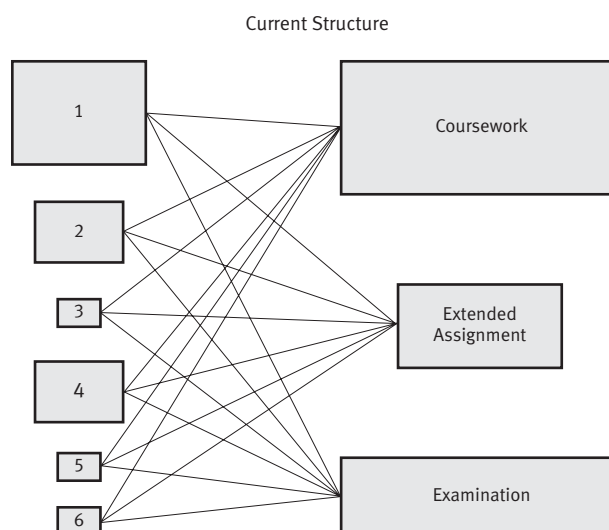 Current Structure
1
Coursework
2
3
Extended
Assignment
4
5
Examination
6